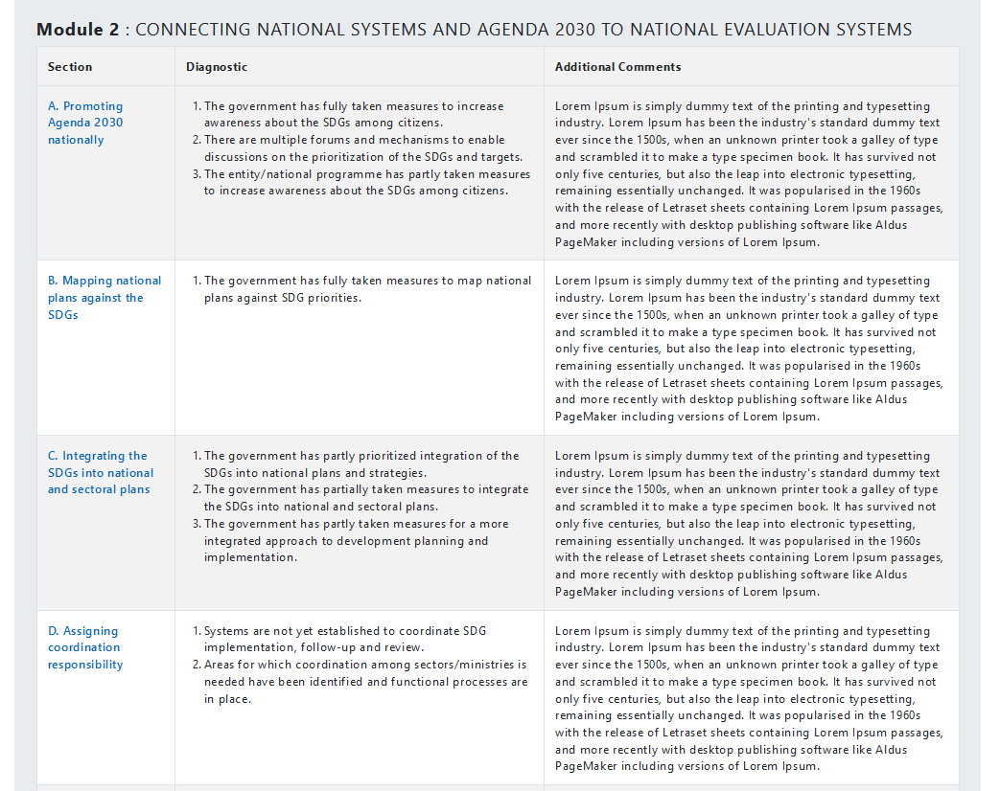 Module 2 : CONNECTING NATIONAL SYSTEMS AND AGENDA 2030 TO NATIONAL EVALUATION SYSTEMS
Section
Diagnostic
Additional Comments
A. Promoting
Agenda 2030
nationally
1. The government has fully taken measures to increase
awareness about the SDGs among citizens.
2. There are multiple forums and mechanisms to enable
discussions on the prioritization of the SDGs and targets.
3. The entity/national programme has partly taken measures
to increase awareness about the SDGs among citizens.
Lorem Ipsum is simply dummy text of the printing and typesetting
industry. Lorem Ipsum has been the industry's standard dummy text
ever since the 1500s, when an unknown printer took a galley of type
and scrambled it to make a type specimen book. It has survived not
only five centuries, but also the leap into electronic typesetting,
remaining essentially unchanged. It was popularised in the 1960s
with the release of Letraset sheets containing Lorem Ipsum passages,
and more recently with desktop publishing software like Aldus
PageMaker including versions of Lorem Ipsum.
B. Mapping national
plans against the
SDGs
1. The government has fully taken measures to map national
plans against SDG priorities.
Lorem Ipsum is simply dummy text of the printing and typesetting
industry. Lorem Ipsum has been the industry's standard dummy text
ever since the 1500s, when an unknown printer took a galley of type
and scrambled it to make a type specimen book. It has survived not
only five centuries, but also the leap into electronic typesetting,
remaining essentially unchanged. It was popularised in the 1960s
with the release of Letraset sheets containing Lorem Ipsum passages,
and more recently with desktop publishing software like Aldus
PageMaker including versions of Lorem Ipsum.
C. Integrating the
SDGs into national
and sectoral plans
1. The government has partly prioritized integration of the
SDGs into national plans and strategies.
2. The government has partially taken measures to integrate
the SDGs into national and sectoral plans.
3. The government has partly taken measures for a more
integrated approach to development planning and
implementation.
Lorem Ipsum is simply dummy text of the printing and typesetting
industry. Lorem Ipsum has been the industry's standard dummy text
ever since the 1500s, when an unknown printer took a galley of type
and scrambled it to make a type specimen book. It has survived not
only five centuries, but also the leap into electronic typesetting,
remaining essentially unchanged. It was popularised in the 1960s
with the release of Letraset sheets containing Lorem Ipsum passages,
and more recently with desktop publishing software like Aldus
PageMaker including versions of Lorem Ipsum.
D. Assigning
coordination
responsibility
1. Systems are not yet established to coordinate SDG
implementation, follow-up and review.
2. Areas for which coordination among sectors/ministries is
needed have been identified and functional processes are
in place.
Lorem Ipsum is simply dummy text of the printing and typesetting
industry. Lorem Ipsum has been the industry's standard dummy text
ever since the 1500s, when an unknown printer took a galley of type
and scrambled it to make a type specimen book. It has survived not
only five centuries, but also the leap into electronic typesetting,
remaining essentially unchanged. It was popularised in the 1960s
with the release of Letraset sheets containing Lorem Ipsum passages,
and more recently with desktop publishing software like Aldus
PageMaker including versions of Lorem Ipsum.